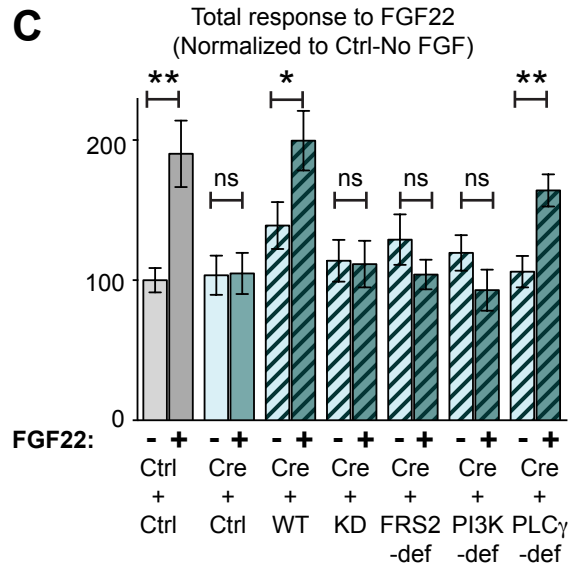 C
Total response to FGF22
(Normalized to Ctrl-No FGF)
** ns * ns ns ns **
200
100
0
FGF22: - + - + - + - + - + - + - +
Ctrl Cre Cre Cre Cre Cre Cre
+ + + + + + +
Ctrl Ctrl WT KD FRS2 PI3K PLCγ
-def -def -def